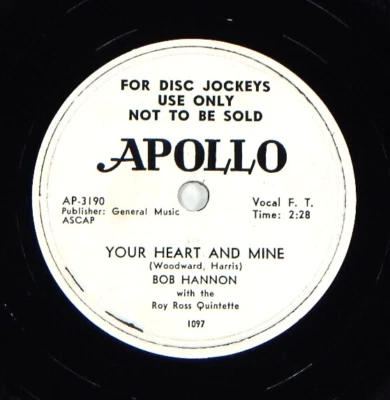 FOR DISC JOCKEYS
USE ONLY
NOT TO BE SOLD
APOLLO
AP-3190
Publisher: General Music
ASCAP
Vocal F. T.
Time: 2:28
YOUR HEART AND MINE
(Woodward, Harris)
BOB HANNON
with the
Roy Ross Quintette
1097